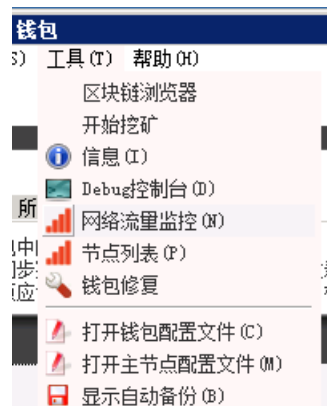 钱包
S) 工具(T) 帮助(H)
区块链浏览器
开始挖矿
信息(I)
Debug控制台(D)
所
网络流量监控(N)
节点列表(P)
钱包修复
打开钱包配置文件(C)
打开主节点配置文件(M)
显示自动备份(B)